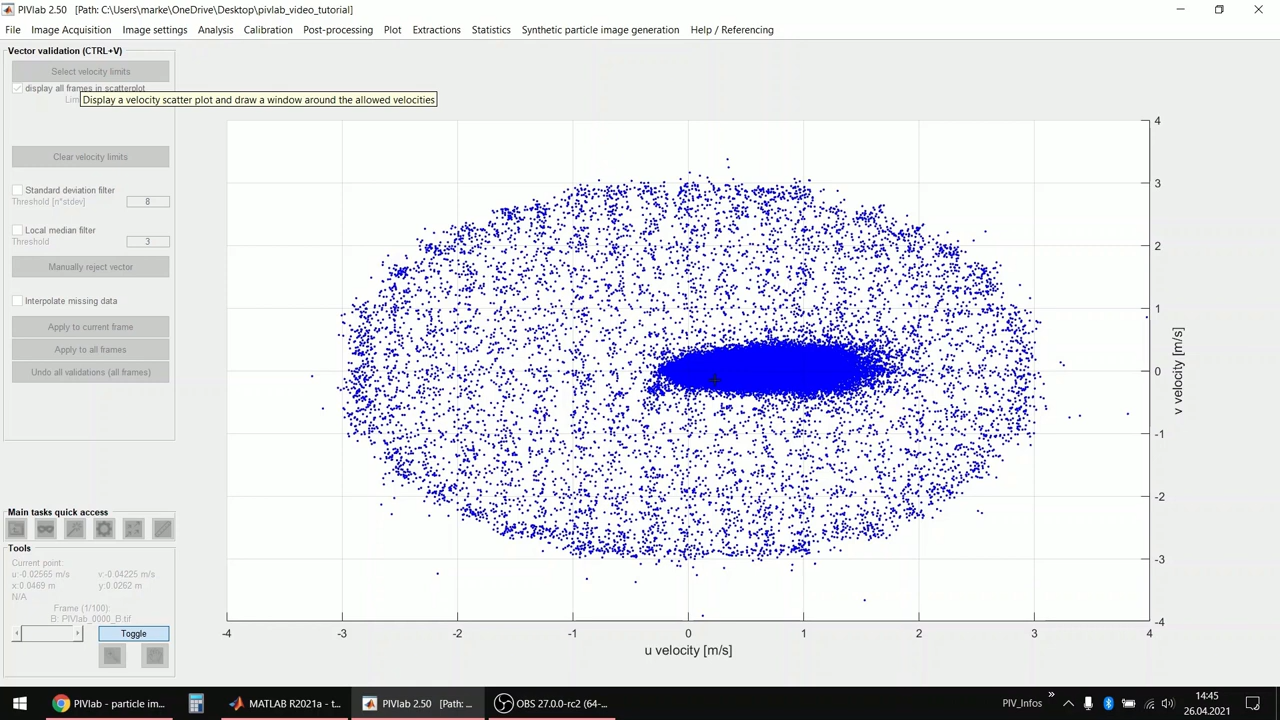 PIVlab 2.50   [Path: C:\Users\marke\OneDrive\Desktop\pivlab_video_tutorial]
File Image Acquisition Image settings Analysis Calibration Post-processing Plot Extractions Statistics Synthetic particle image generation Help / Referencing
Vector validation (CTRL+V)
Select velocity limits
display all frames in scatterplot
Display a velocity scatter plot and draw a window around the allowed velocities
Clear velocity limits
Standard deviation filter
Threshold [n*stdev] 8
Local median filter
Threshold 3
Manually reject vector
Interpolate missing data
Apply to current frame
Apply to all frames
Undo all validations (all frames)
Main tasks quick access
Tools
Current point:
u:-0.02565 m/s v:-0.04225 m/s
x:0.0469 m y:0.0262 m
N/A
Frame (1/100):
B: PIVlab_0000_B.tif
Toggle
4
3
2
1
0
-1
-2
-3
-4
v velocity [m/s]
-4 -3 -2 -1 0 1 2 3 4
u velocity [m/s]
PIVlab - particle im...
MATLAB R2021a - t...
PIVlab 2.50   [Path: ...
OBS 27.0.0-rc2 (64-...
PIV_Infos
14:45
26.04.2021